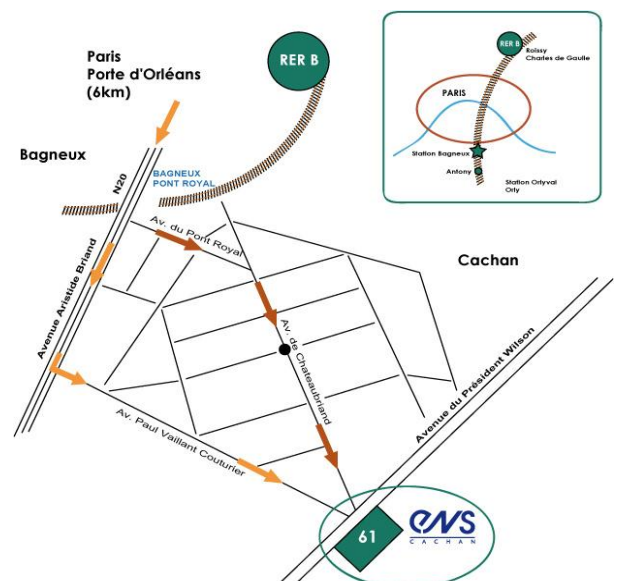 Paris
Porte d'Orléans
(6km)
RER B
RER B
Roissy
Charles de Gaulle
PARIS
Station Bagneux
Antony
Station Orlyval
Orly
Bagneux
N20
BAGNEUX
PONT ROYAL
Av. du Pont Royal
Cachan
Avenue Aristide Briand
Av. de Chateaubriand
Avenue du Président Wilson
Av. Paul Vaillant Couturier
61
ENS
CACHAN